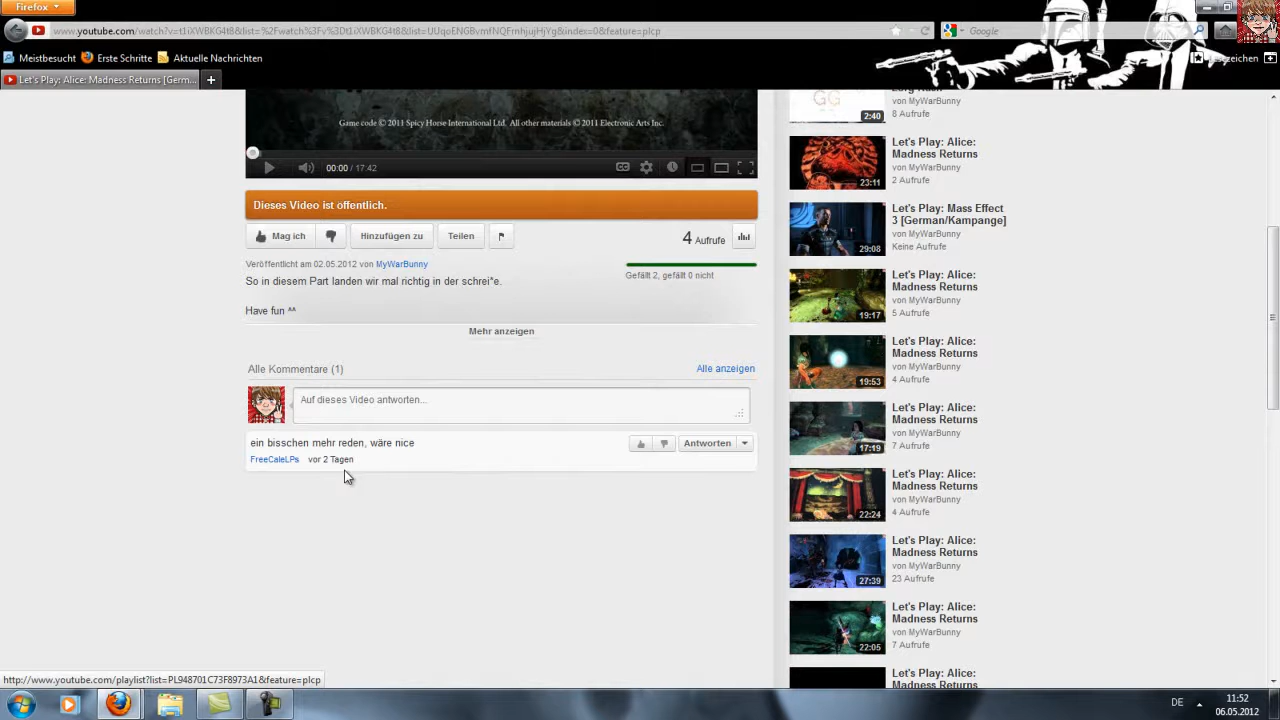 Firefox
www.youtube.com/watch?v=t1iXWBKG4t8&list=%2Fwatch%3Fv%3Dt1iXWBKG4t8&list=UUqoENGBvmfNQFrnhjujHjYg&index=0&feature=plcp
Google
Meistbesucht
Erste Schritte
Aktuelle Nachrichten
Let's Play: Alice: Madness Returns [Germ...
von MyWarBunny
8 Aufrufe
2:40
Game code © 2011 Spicy Horse International Ltd. All other materials © 2011 Electronic Arts Inc.
00:00 / 17:42
Dieses Video ist öffentlich.
Mag ich
Hinzufügen zu
Teilen
4 Aufrufe
Veröffentlicht am 02.05.2012 von MyWarBunny
Gefällt 2, gefällt 0 nicht
So in diesem Part landen wir mal richtig in der schrei*e.
Have fun ^^
Mehr anzeigen
Alle Kommentare (1)
Alle anzeigen
Auf dieses Video antworten...
ein bisschen mehr reden, wäre nice
FreeCaleLPs vor 2 Tagen
Antworten
Let's Play: Alice:
Madness Returns
von MyWarBunny
2 Aufrufe
23:11
Let's Play: Mass Effect
3 [German/Kampange]
von MyWarBunny
Keine Aufrufe
29:08
Let's Play: Alice:
Madness Returns
von MyWarBunny
5 Aufrufe
19:17
Let's Play: Alice:
Madness Returns
von MyWarBunny
4 Aufrufe
19:53
Let's Play: Alice:
Madness Returns
von MyWarBunny
7 Aufrufe
17:19
Let's Play: Alice:
Madness Returns
von MyWarBunny
4 Aufrufe
22:24
Let's Play: Alice:
Madness Returns
von MyWarBunny
23 Aufrufe
27:39
Let's Play: Alice:
Madness Returns
von MyWarBunny
7 Aufrufe
22:05
Let's Play: Alice:
Madness Returns
DE
11:52
06.05.2012